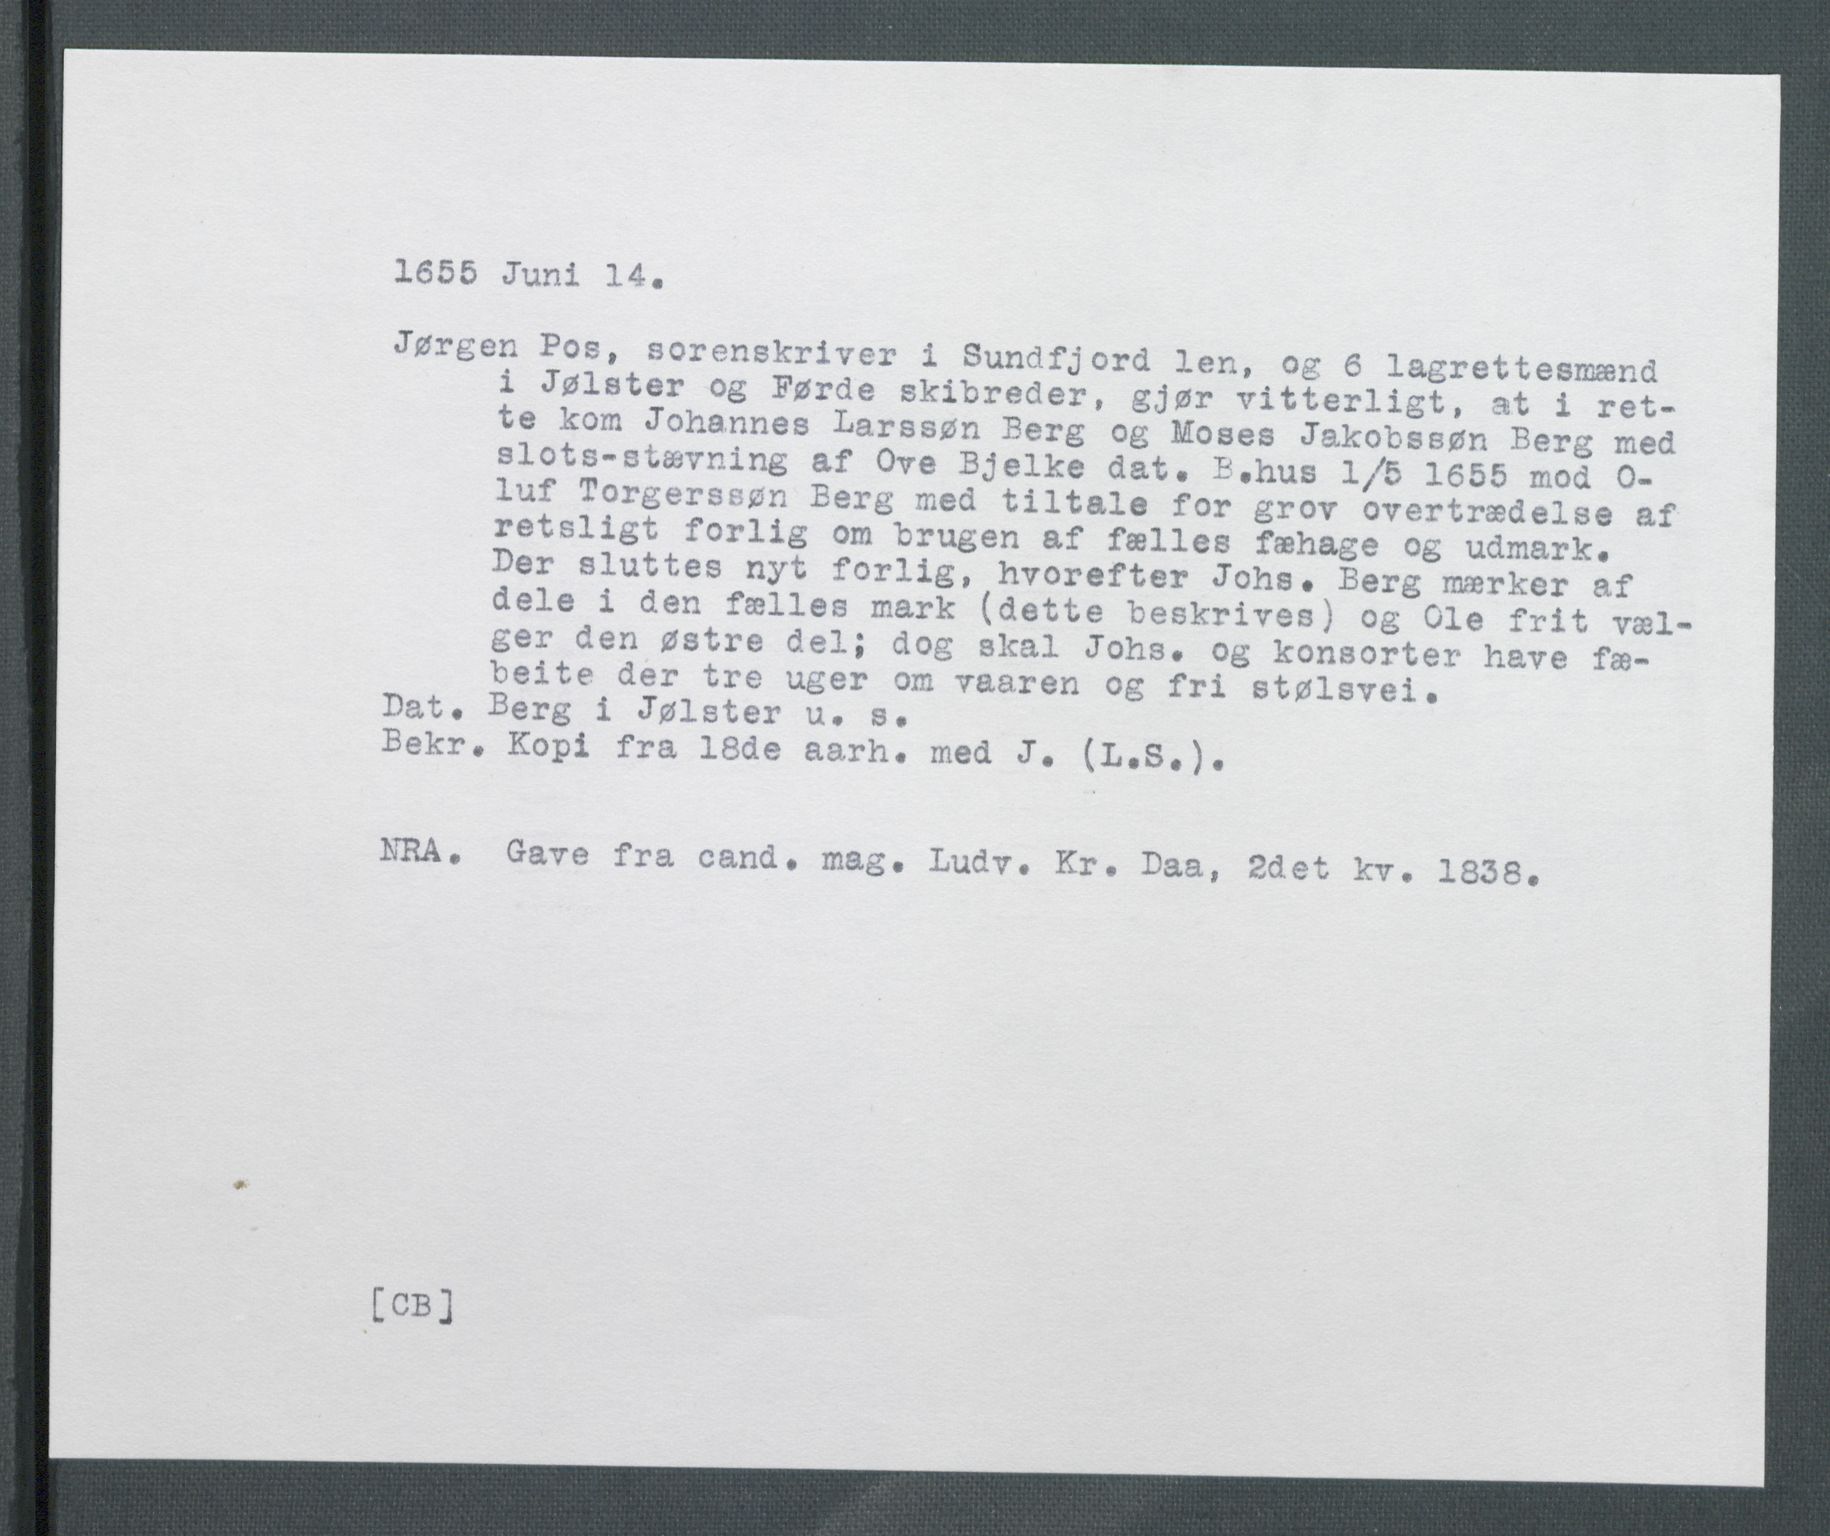 1655 Juni 14.
Jørgen Pos, sorenskriver i Sundfjord len, og 6 lagrettesmænd
i Jølster og Førde skibreder, gjør vitterligt, at i ret-
te kom Johannes Larssøn Berg og Moses Jakobssøn Berg med
slots-stævning af Ove Bjelke dat. B.hus 1/5 1655 mod O-
luf Torgerssøn Berg med tiltale for grov overtrædelse af
retsligt forlig om brugen af fælles fæhage og udmark.
Der sluttes nyt forlig, hvorefter Johs. Berg mærker af
dele i den fælles mark (dette beskrives) og Ole frit væl-
ger den østre del; dog skal Johs. og konsorter have fæ-
beite der tre uger om vaaren og fri stølsvei.
Dat. Berg i Jølster u. s.
Bekr. Kopi fra 18de aarh. med J. (L.S.).
NRA. Gave fra cand. mag. Ludv. Kr. Daa, 2det kv. 1838.
[CB]